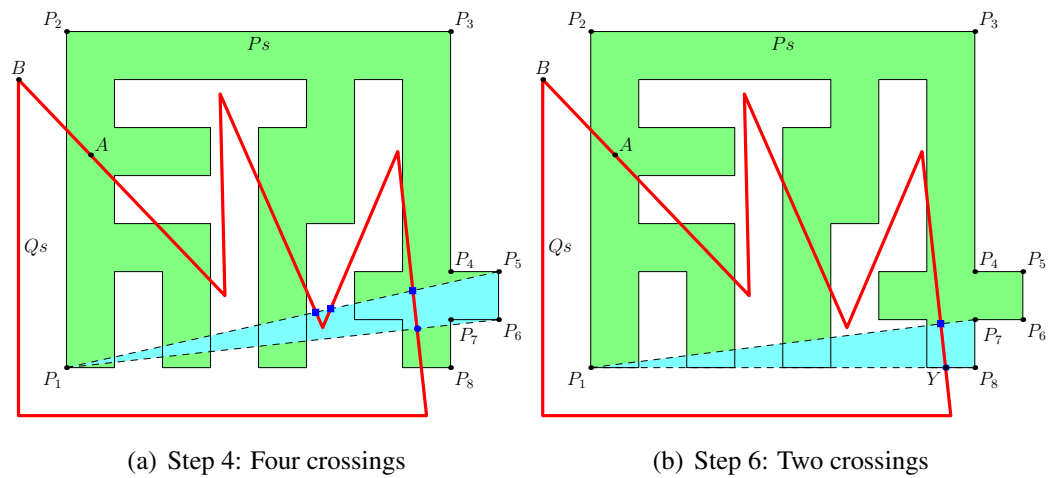 P2 P3 P2 P3
Ps Ps
B B
A A
Qs Qs
P4 P5 P4 P5
P7 P6 P7 P6
P1 P8 P1 Y P8
(a) Step 4: Four crossings
(b) Step 6: Two crossings